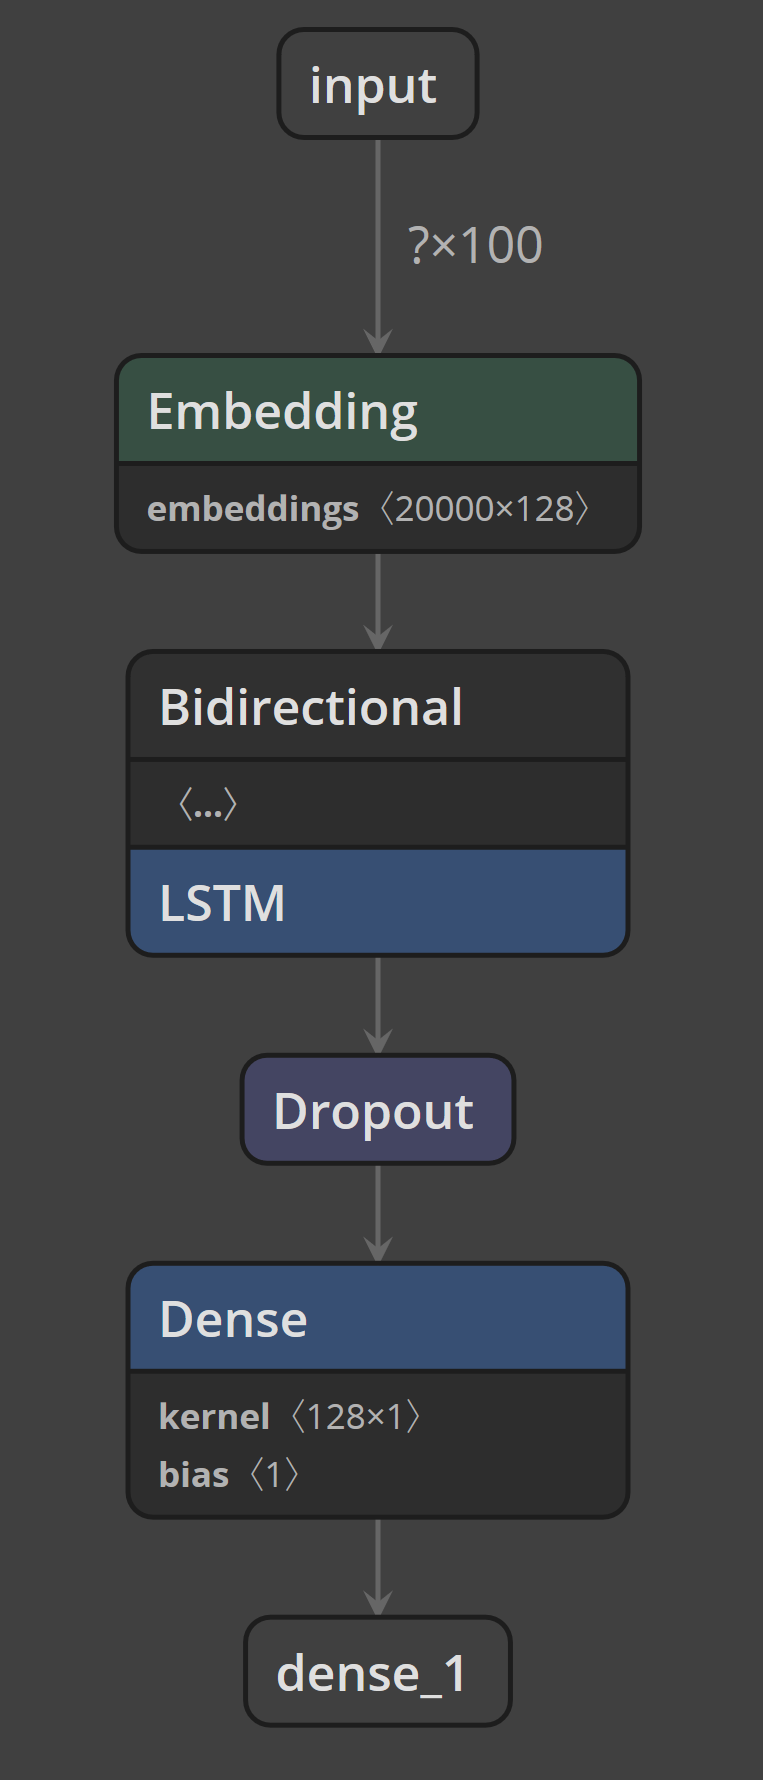 input
?×100
Embedding
embeddings〈20000×128〉
Bidirectional
〈…〉
LSTM
Dropout
Dense
kernel〈128×1〉
bias〈1〉
dense_1